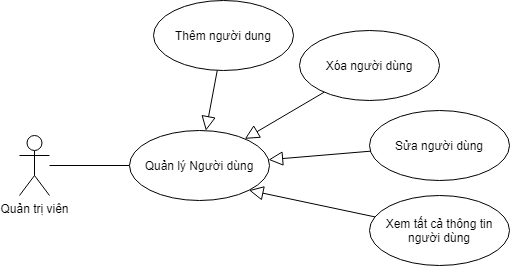 Thêm người dung
Xóa người dùng
Sửa người dùng
Quản lý Người dùng
Quản trị viên
Xem tất cả thông tin
người dùng